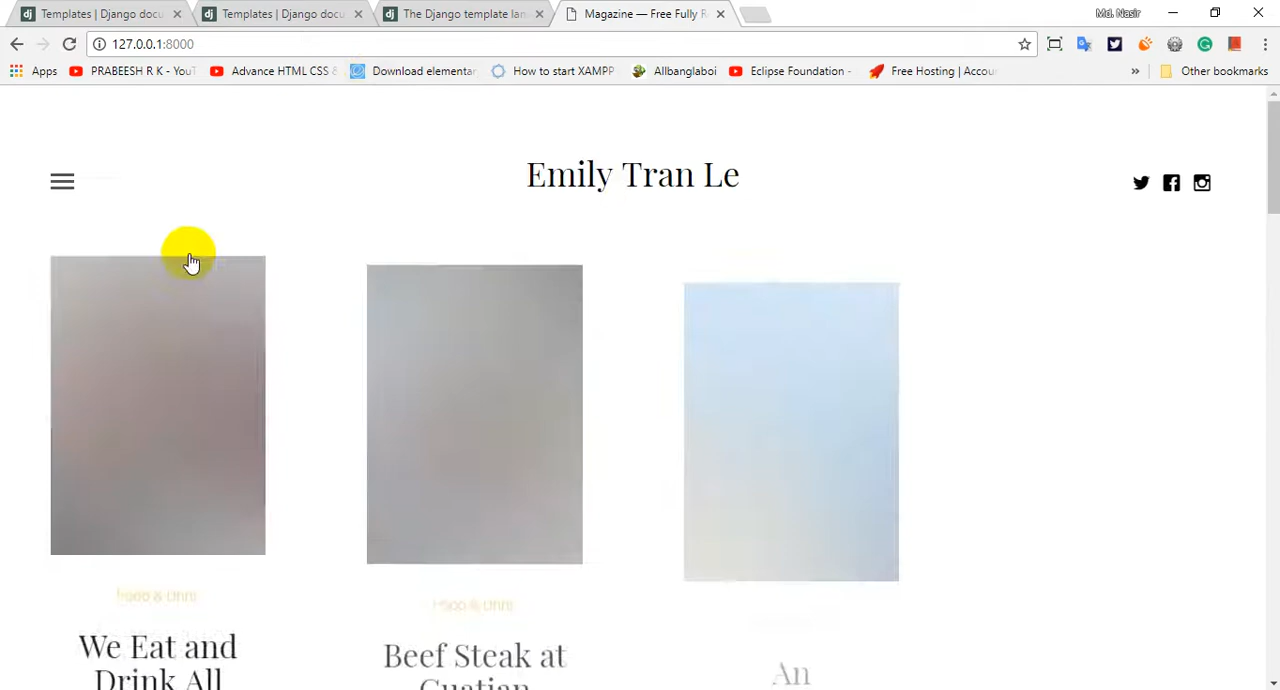 Templates | Django docu
Templates | Django docu
The Django template lan
Magazine — Free Fully R
Md. Nasir
127.0.0.1:8000
Apps
PRABEESH R K - YouT
Advance HTML CSS &
Download elementar
How to start XAMPP
Allbanglaboi
Eclipse Foundation -
Free Hosting | Accou
»
Other bookmarks
Emily Tran Le
We Eat and
Drink All
Beef Steak at
An